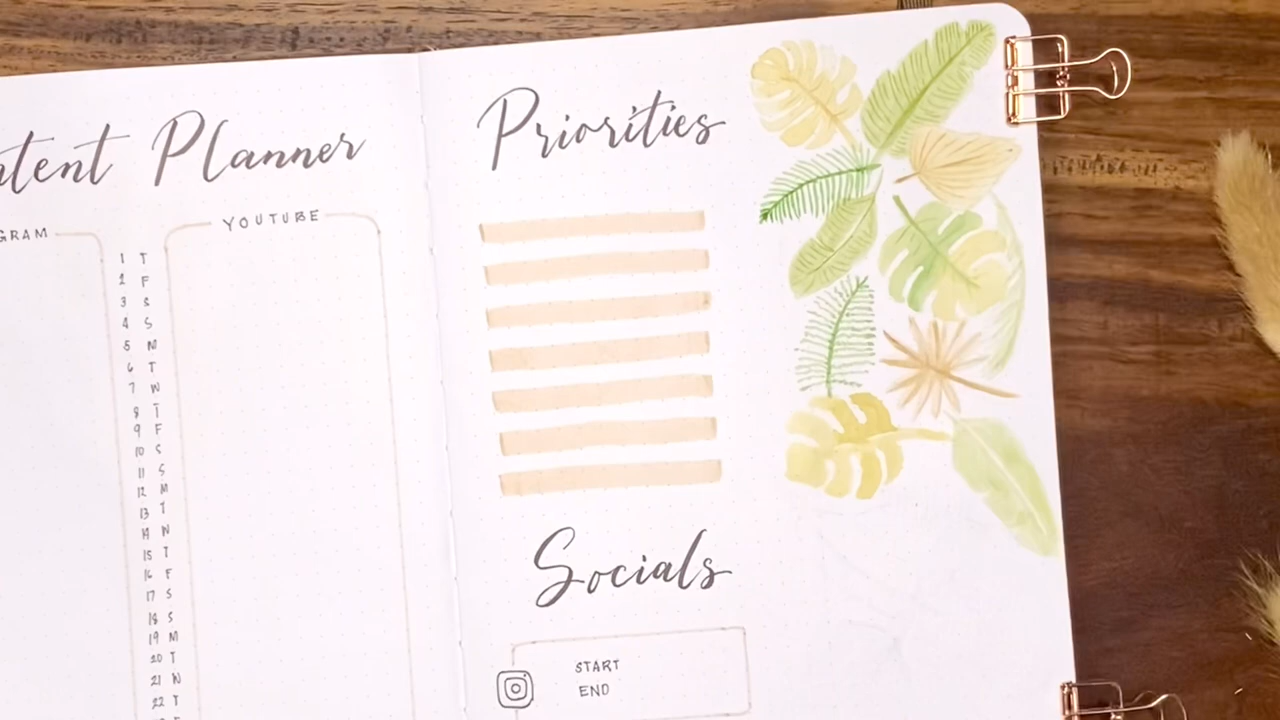 ntent Planner
GRAM
YOUTUBE
1 T
2 F
3 S
4 S
5 M
6 T
7 W
8 T
9 F
10 S
11 S
12 M
13 T
14 W
15 T
16 F
17 S
18 S
19 M
20 T
21 W
22 T
Priorities
Socials
START
END